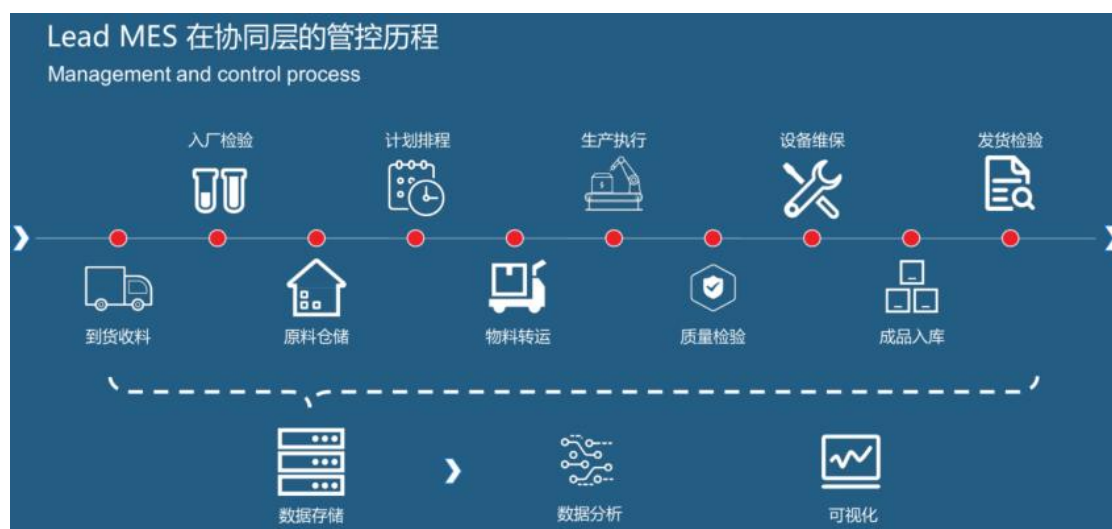 Lead MES 在协同层的管控历程
Management and control process
入厂检验
计划排程
生产执行
设备维保
发货检验
到货收料
原料仓储
物料转运
质量检验
成品入库
数据存储
数据分析
可视化